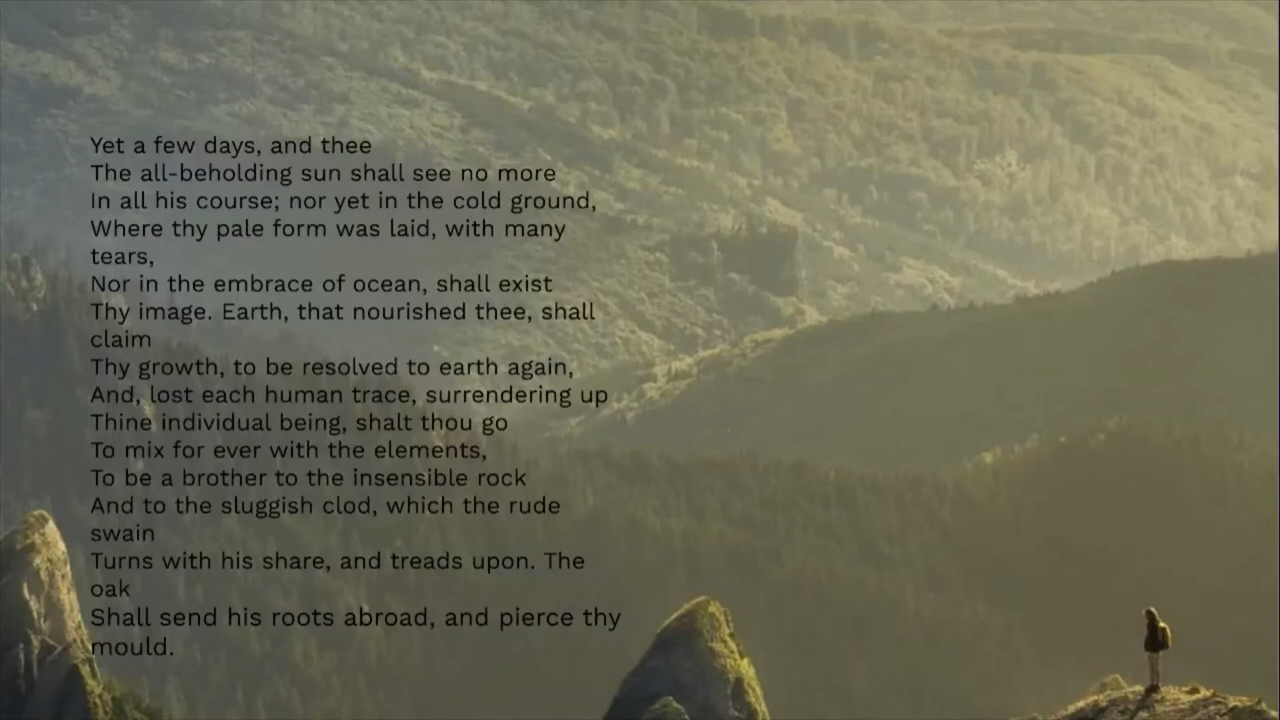 Yet a few days, and thee
The all-beholding sun shall see no more
In all his course; nor yet in the cold ground,
Where thy pale form was laid, with many
tears,
Nor in the embrace of ocean, shall exist
Thy image. Earth, that nourished thee, shall
claim
Thy growth, to be resolved to earth again,
And, lost each human trace, surrendering up
Thine individual being, shalt thou go
To mix for ever with the elements,
To be a brother to the insensible rock
And to the sluggish clod, which the rude
swain
Turns with his share, and treads upon. The
oak
Shall send his roots abroad, and pierce thy
mould.